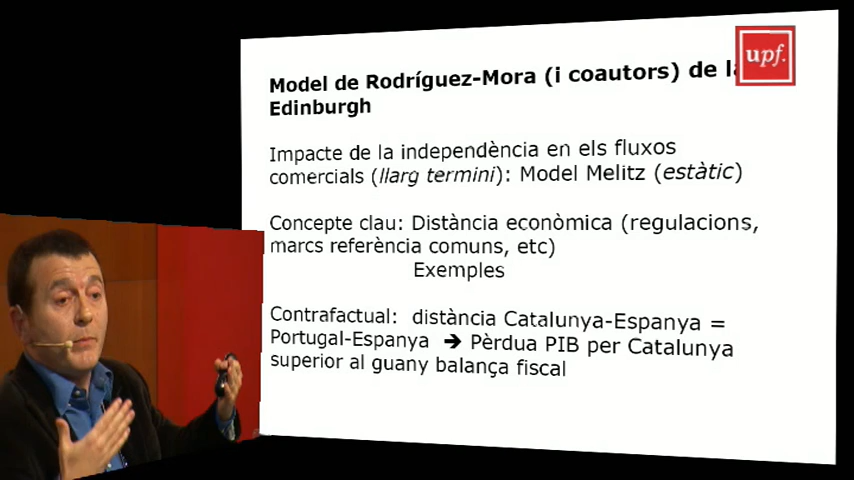 upf.
Model de Rodríguez-Mora (i coautors) de
Edinburgh
Impacte de la independència en els fluxos
comercials (llarg termini): Model Melitz (estàtic)
Concepte clau: Distància econòmica (regulacions,
marcs referència comuns, etc)
Exemples
Contrafactual: distància Catalunya-Espanya =
Portugal-Espanya ➔ Pèrdua PIB per Catalunya
superior al guany balança fiscal